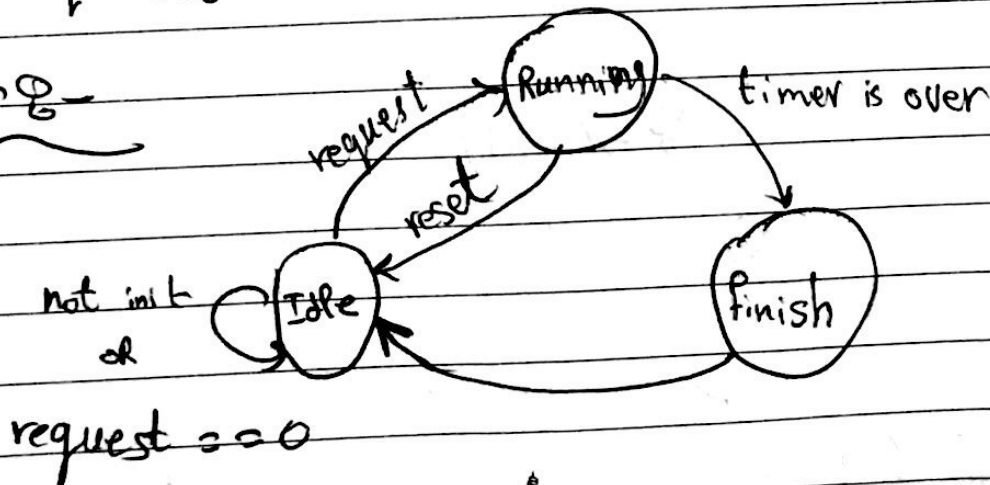 Running
timer is over
request
reset
not init
Idle
finish
or
request == 0